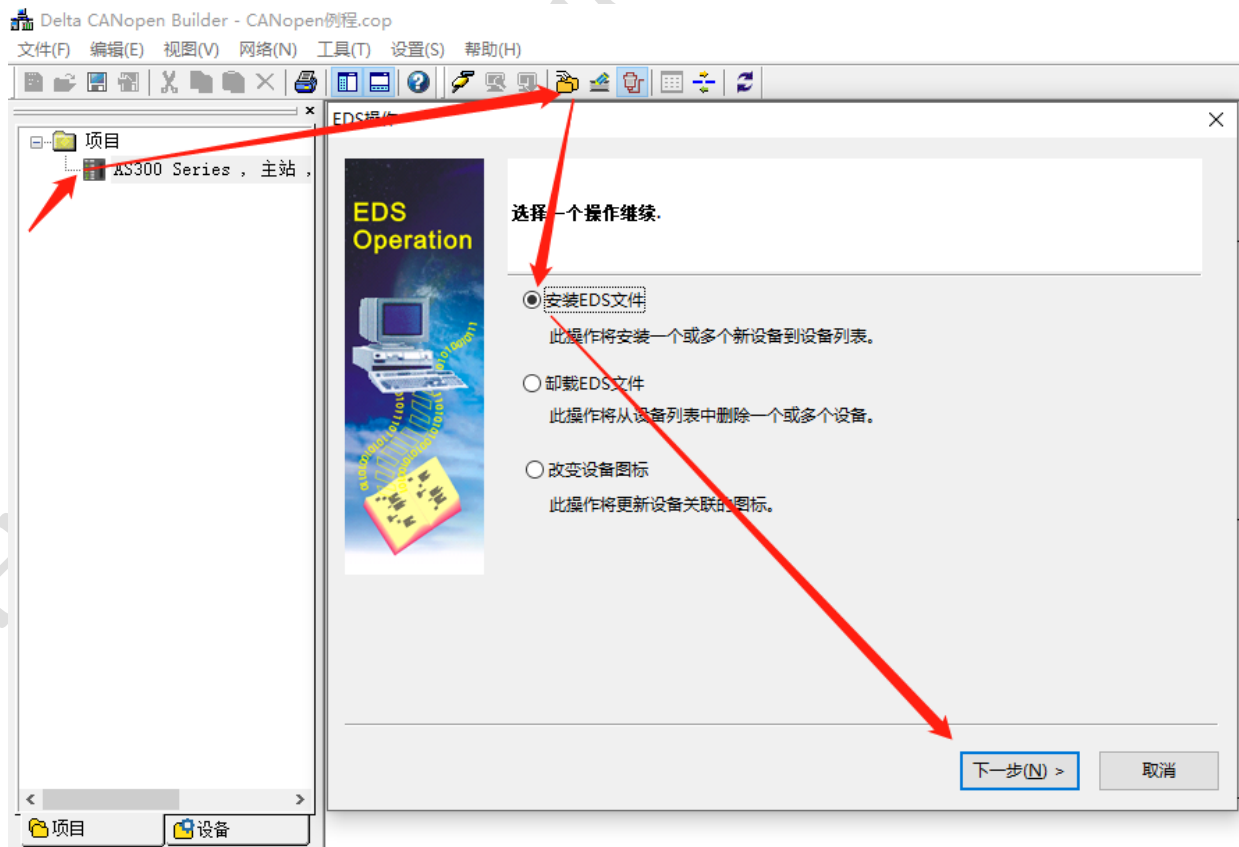 Delta CANopen Builder - CANopen例程.cop
文件(F) 编辑(E) 视图(V) 网络(N) 工具(T) 设置(S) 帮助(H)
EDS操作
项目
AS300 Series , 主站 ,
EDS
Operation
选择一个操作继续.
安装EDS文件
此操作将安装一个或多个新设备到设备列表。
卸载EDS文件
此操作将从设备列表中删除一个或多个设备。
改变设备图标
此操作将更新设备关联的图标。
下一步(N) >
取消
项目
设备